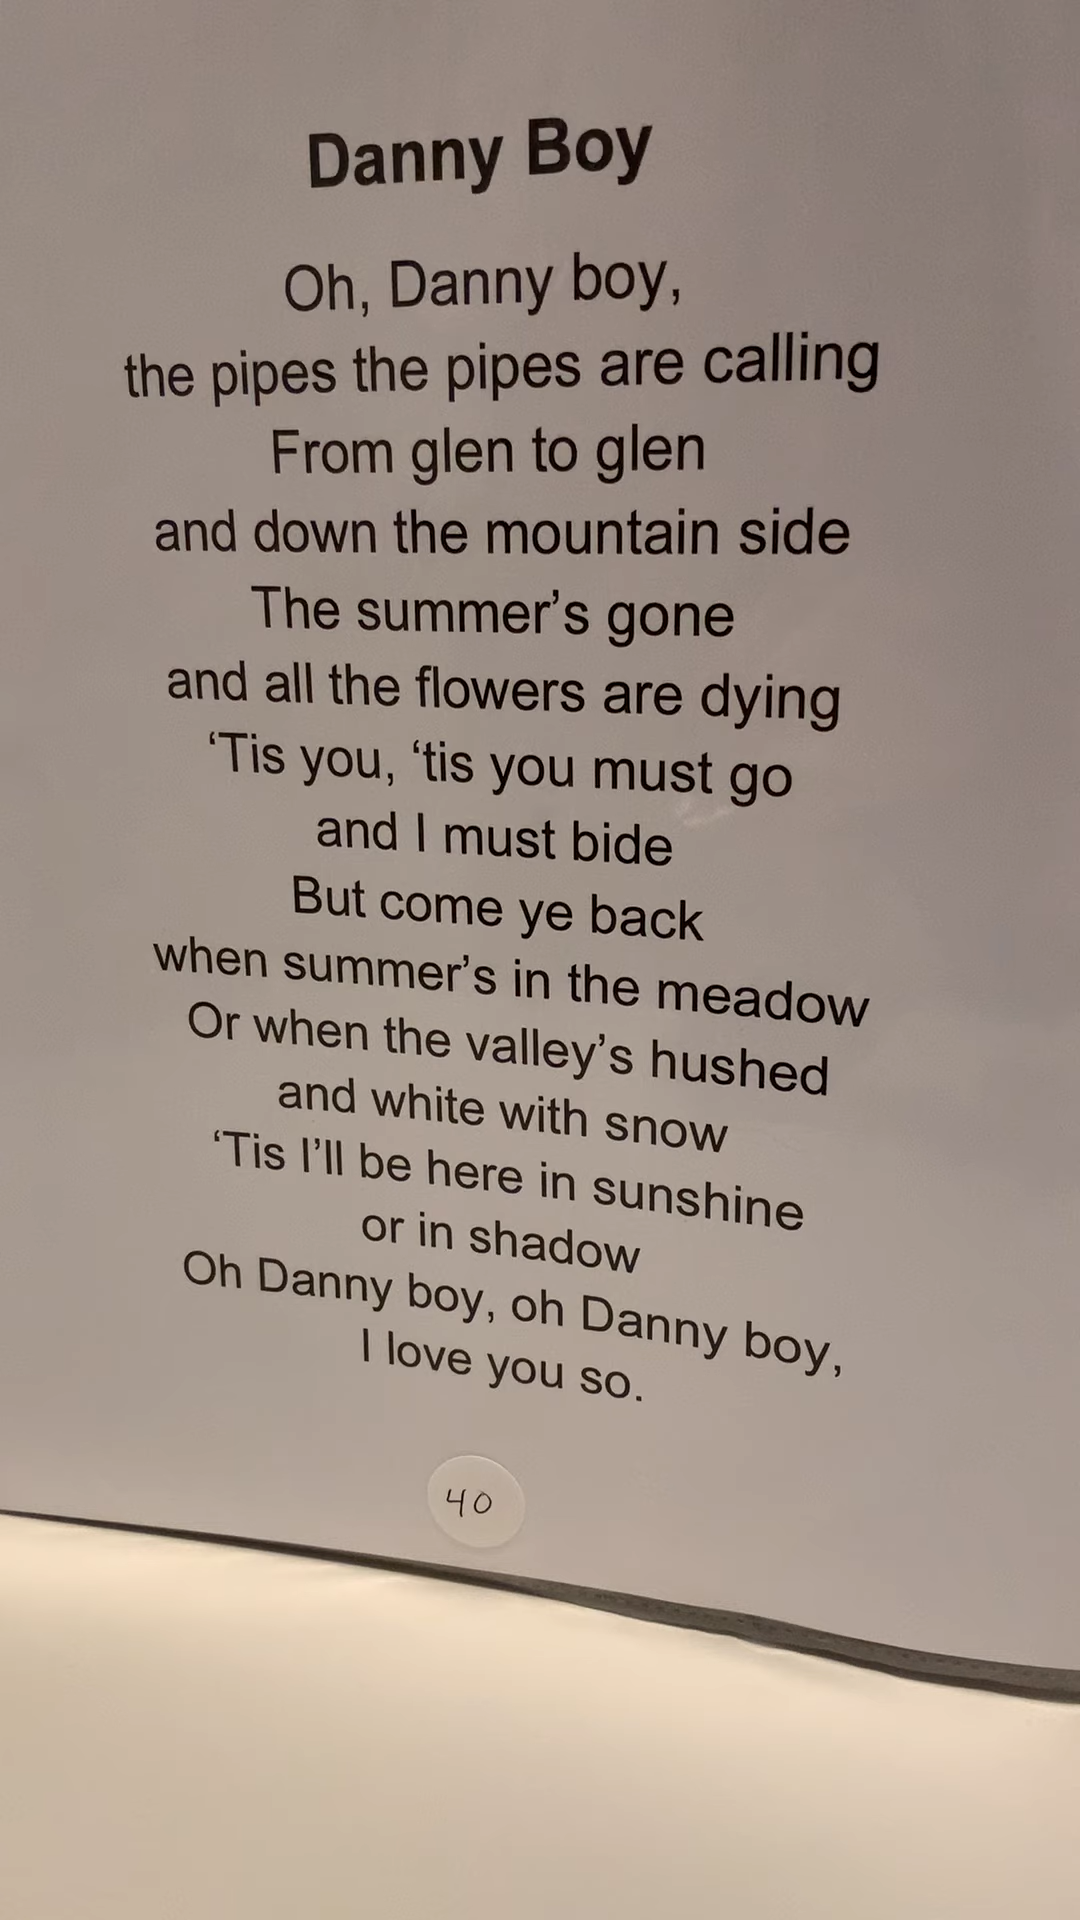 Danny Boy
Oh, Danny boy,
the pipes the pipes are calling
From glen to glen
and down the mountain side
The summer’s gone
and all the flowers are dying
‘Tis you, ‘tis you must go
and I must bide
But come ye back
when summer’s in the meadow
Or when the valley’s hushed
and white with snow
‘Tis I’ll be here in sunshine
or in shadow
Oh Danny boy, oh Danny boy,
I love you so.
40